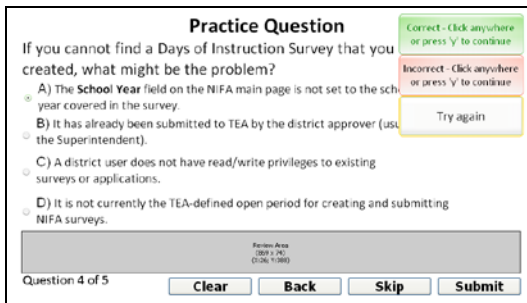 Practice Question
If you cannot find a Days of Instruction Survey that you
created, what might be the problem?
A) The School Year field on the NIFA main page is not set to the sch
year covered in the survey.
B) It has already been submitted to TEA by the district approver (usu
the Superintendent).
C) A district user does not have read/write privileges to existing
surveys or applications.
D) It is not currently the TEA-defined open period for creating and submitting
NIFA surveys.
Correct - Click anywhere
or press 'y' to continue
Incorrect - Click anywhere
or press 'y' to continue
Try again
Review Area
Question 4 of 5
Clear
Back
Skip
Submit